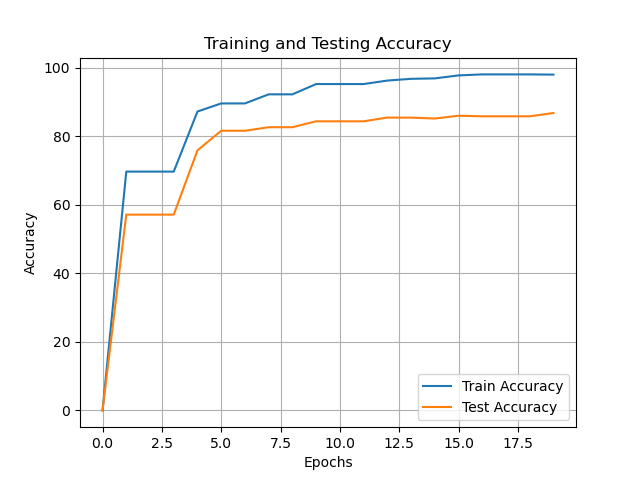 Training and Testing Accuracy
100
80
60
40
20
0
Accuracy
0.0 2.5 5.0 7.5 10.0 12.5 15.0 17.5
Epochs
Train Accuracy
Test Accuracy